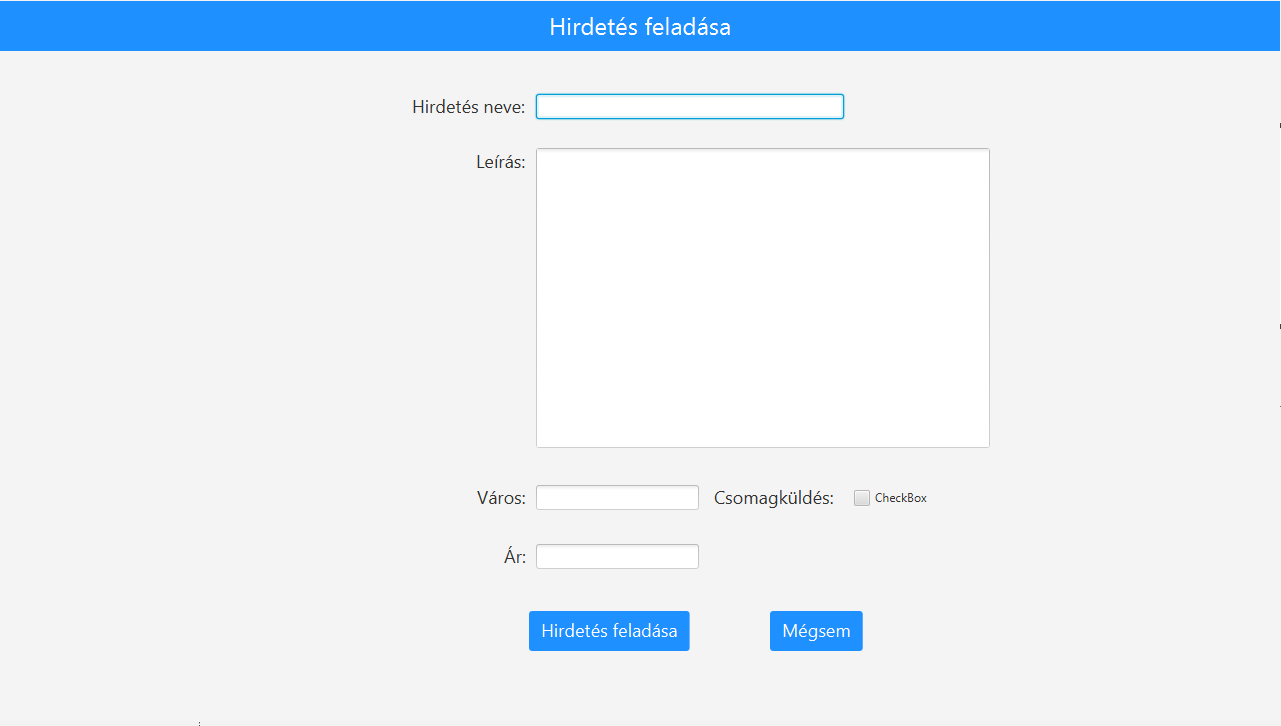 Hirdetés feladása
Hirdetés neve:
Leírás:
Város:
Csomagküldés:
CheckBox
Ár:
Hirdetés feladása
Mégsem